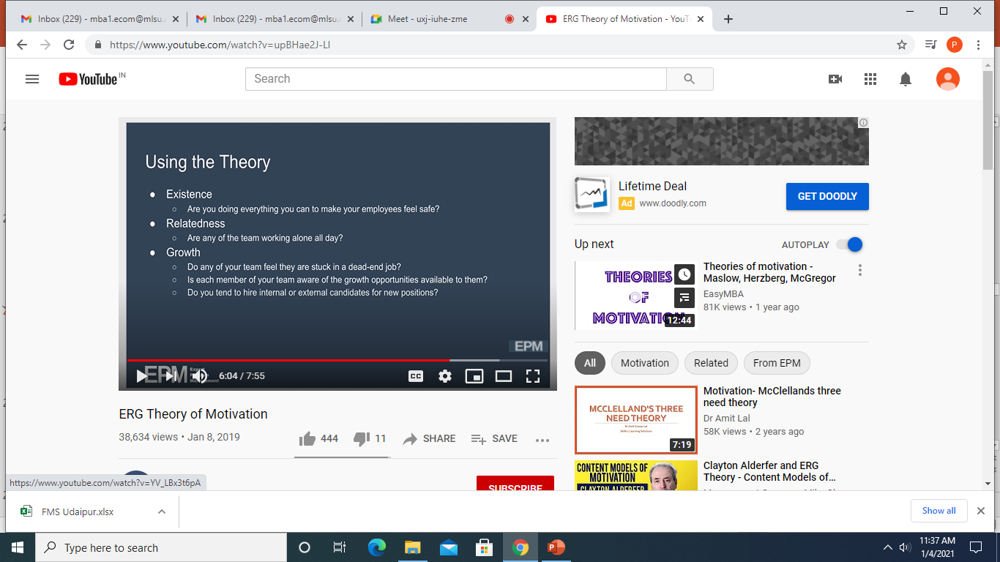 Inbox (229) - mba1.ecom@mlsu.
Inbox (229) - mba1.ecom@mlsu.a
Meet - uxj-iuhe-zme
ERG Theory of Motivation - YouT
https://www.youtube.com/watch?v=upBHae2J-LI
P
YouTube IN
Search
Using the Theory
● Existence
○ Are you doing everything you can to make your employees feel safe?
● Relatedness
○ Are any of the team working alone all day?
● Growth
○ Do any of your team feel they are stuck in a dead-end job?
○ Is each member of your team aware of the growth opportunities available to them?
○ Do you tend to hire internal or external candidates for new positions?
EPM
EPM
6:04 / 7:55
CC
ERG Theory of Motivation
38,634 views • Jan 8, 2019
444
11
SHARE
SAVE
SUBSCRIBE
Lifetime Deal
Ad www.doodly.com
GET DOODLY
Up next
AUTOPLAY
THEORIES
OF
MOTIVATION
12:44
Theories of motivation -
Maslow, Herzberg, McGregor
EasyMBA
81K views • 1 year ago
All
Motivation
Related
From EPM
MCCLELLAND'S THREE
NEED THEORY
Dr Amit Kumar Lal
7:19
Motivation- McClellands three
need theory
Dr Amit Lal
58K views • 2 years ago
CONTENT MODELS OF
MOTIVATION
CLAYTON ALDERFER
Clayton Alderfer and ERG
Theory - Content Models of…
https://www.youtube.com/watch?v=YV_LBx3t6pA
FMS Udaipur.xlsx
Show all
Type here to search
11:37 AM
1/4/2021